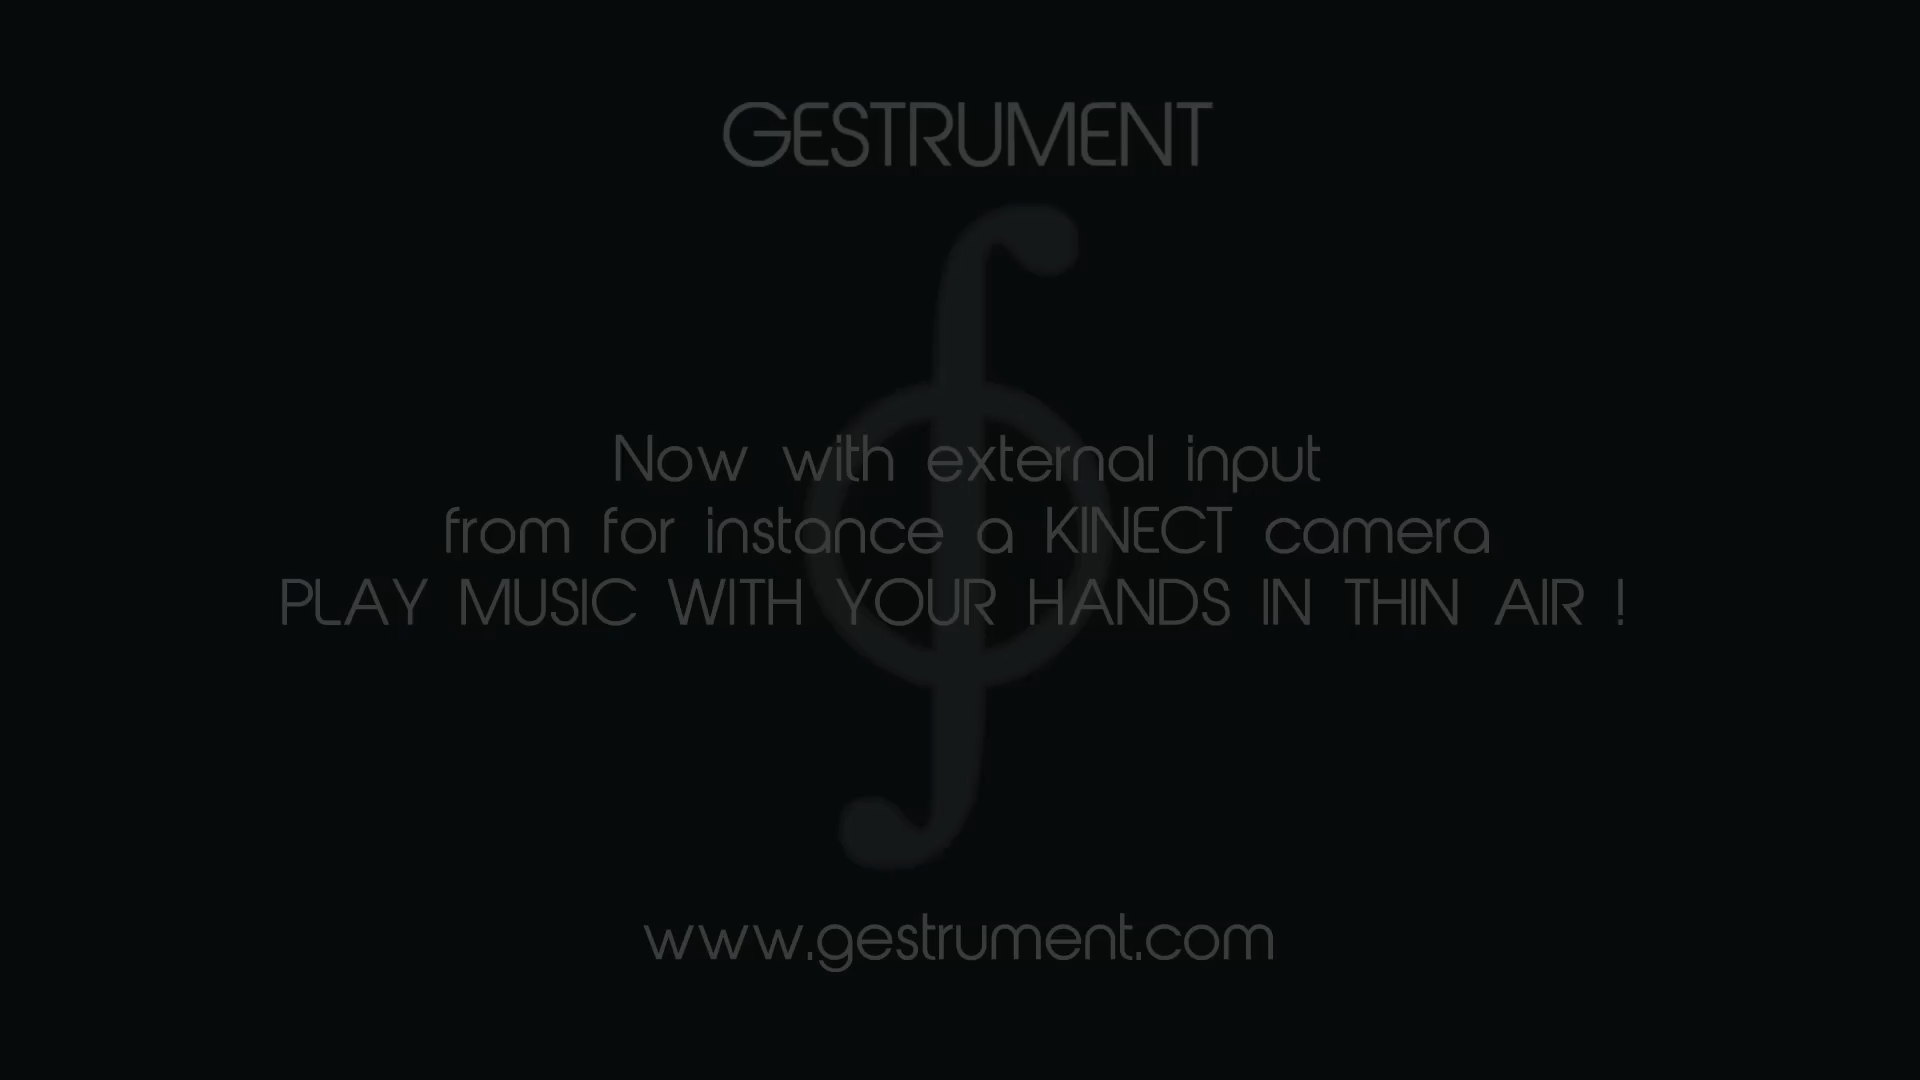 GESTRUMENT
Now with external input
from for instance a KINECT camera
PLAY MUSIC WITH YOUR HANDS IN THIN AIR !
www.gestrument.com